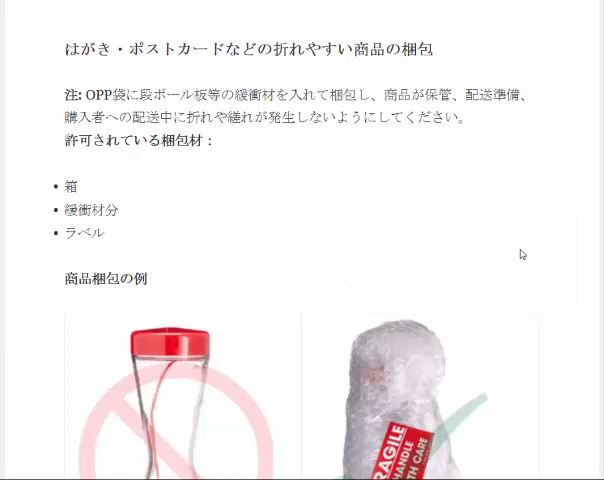 はがき・ポストカードなどの折れやすい商品の梱包
注: OPP袋に段ボール板等の緩衝材を入れて梱包し、商品が保管、配送準備、
購入者への配送中に折れや縒れが発生しないようにしてください。
許可されている梱包材：
• 箱
• 緩衝材分
• ラベル
商品梱包の例
FRAGILE
HANDLE
WITH CARE